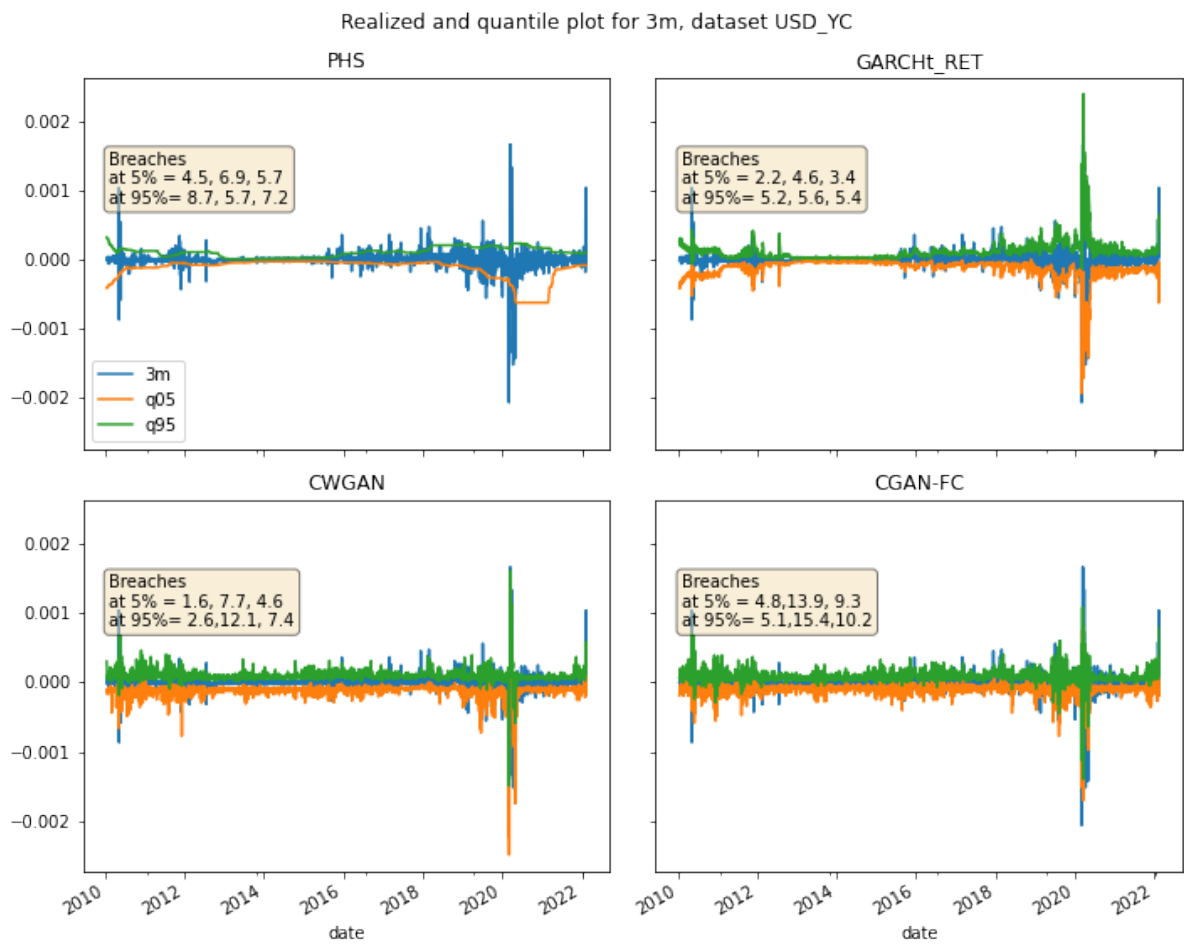 Realized and quantile plot for 3m, dataset USD_YC
PHS
0.002
0.001
0.000
−0.001
−0.002
Breaches
at 5% = 4.5, 6.9, 5.7
at 95%= 8.7, 5.7, 7.2
3m
q05
q95
GARCHt_RET
Breaches
at 5% = 2.2, 4.6, 3.4
at 95%= 5.2, 5.6, 5.4
CWGAN
0.002
0.001
0.000
−0.001
−0.002
Breaches
at 5% = 1.6, 7.7, 4.6
at 95%= 2.6,12.1, 7.4
2010 2012 2014 2016 2018 2020 2022
date
CGAN-FC
Breaches
at 5% = 4.8,13.9, 9.3
at 95%= 5.1,15.4,10.2
2010 2012 2014 2016 2018 2020 2022
date